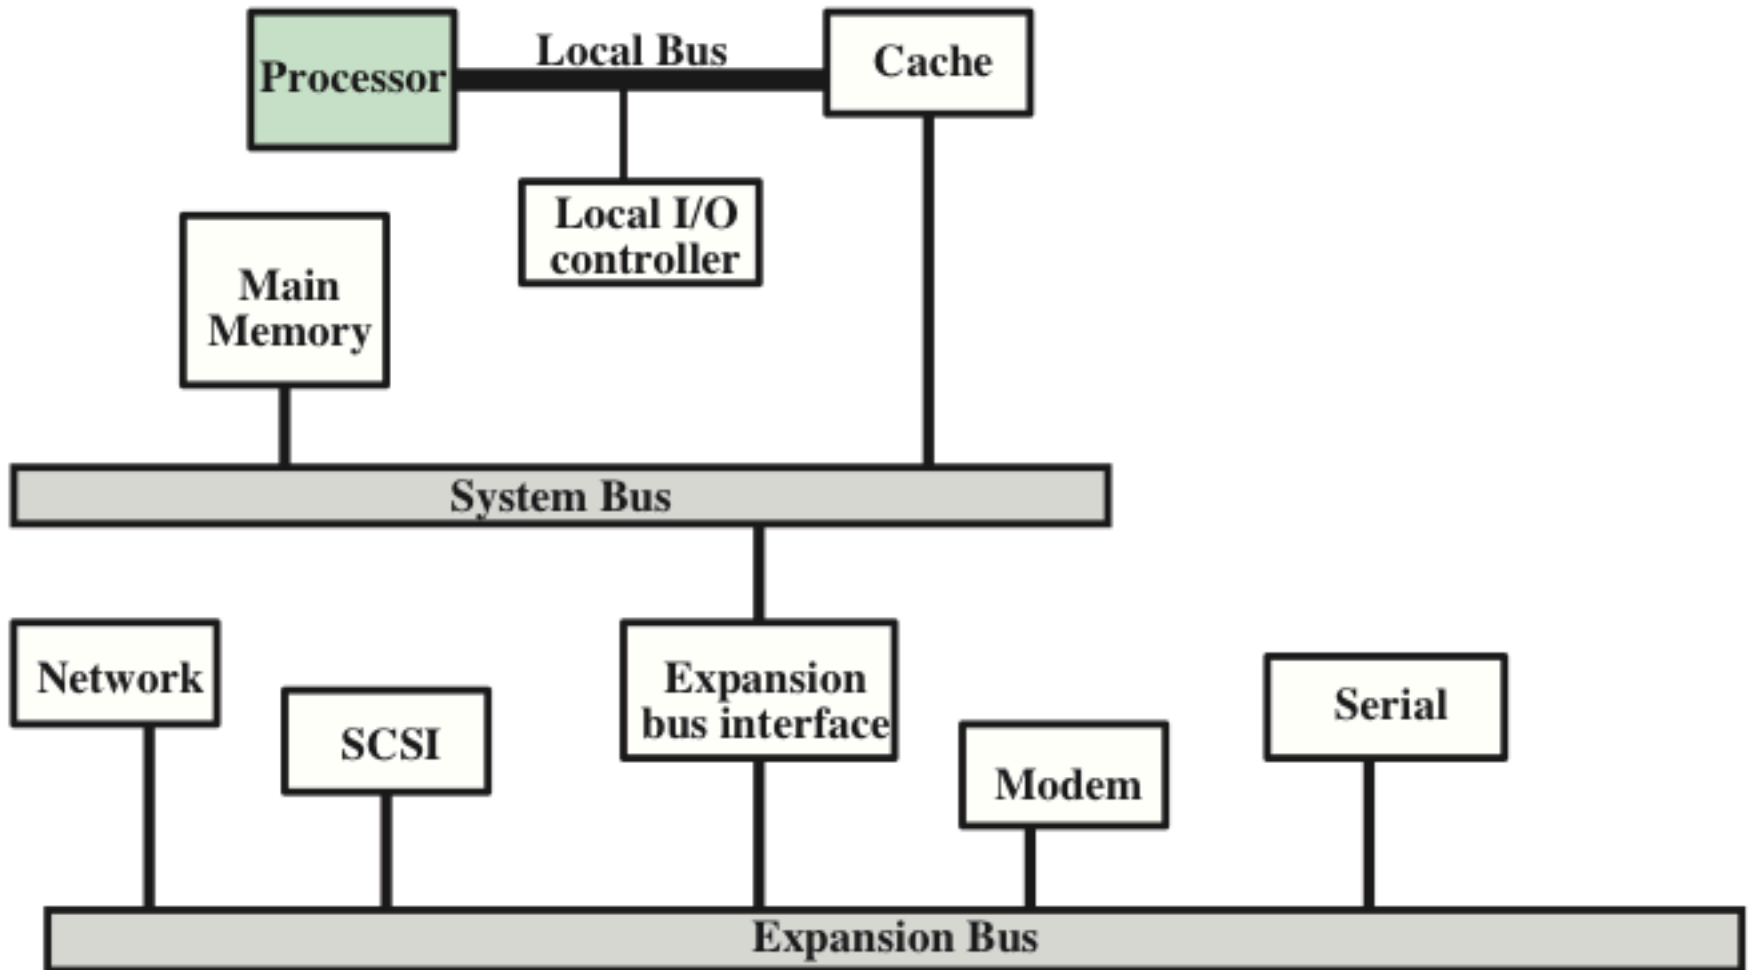 Processor
Local Bus
Cache
Local I/O
controller
Main
Memory
System Bus
Network
SCSI
Expansion
bus interface
Modem
Serial
Expansion Bus